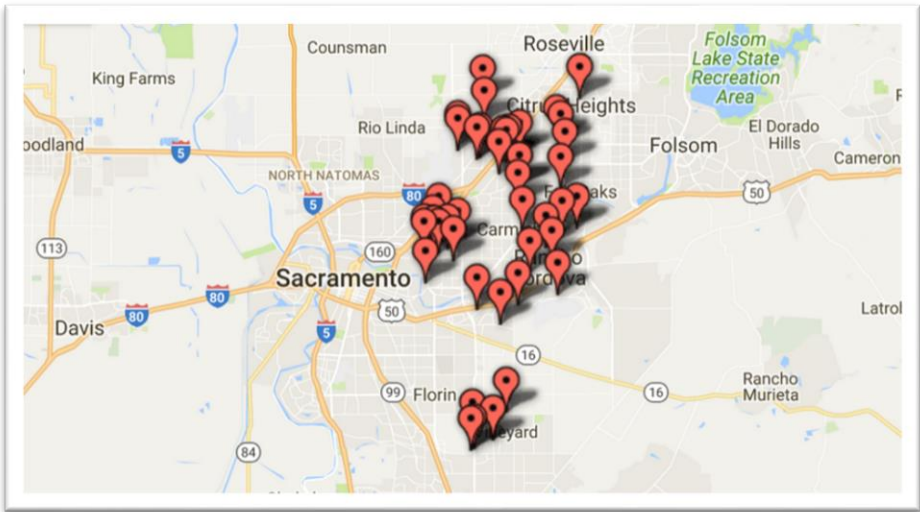 Counsman
Roseville
Folsom
Lake State
Recreation
Area
King Farms
Citrus Heights
Rio Linda
El Dorado
Hills
oodland
5
Folsom
Cameron
NORTH NATOMAS
80
5
50
113
160
Carm
Sacramento
80
80
50
Latrol
Davis
5
16
99
Florin
16
Rancho
Murieta
84